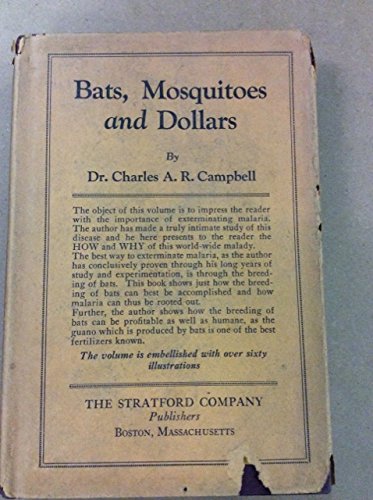 Bats, Mosquitoes
and Dollars
By
Dr. Charles A. R. Campbell
The object of this volume is to impress the reader
with the importance of exterminating malaria.
The author has made a truly intimate study of this
disease and he here presents to the reader the
HOW and WHY of this world-wide malady.
The best way to exterminate malaria, as the author
has conclusively proven through his long years of
study and experimentation, is through the breed-
ing of bats. This book shows just how the breed-
ing of bats can best be accomplished and how
malaria can thus be rooted out.
Further, the author shows how the breeding of
bats can be profitable as well as humane, as the
guano which is produced by bats is one of the best
fertilizers known.
The volume is embellished with over sixty
illustrations
THE STRATFORD COMPANY
Publishers
BOSTON, MASSACHUSETTS